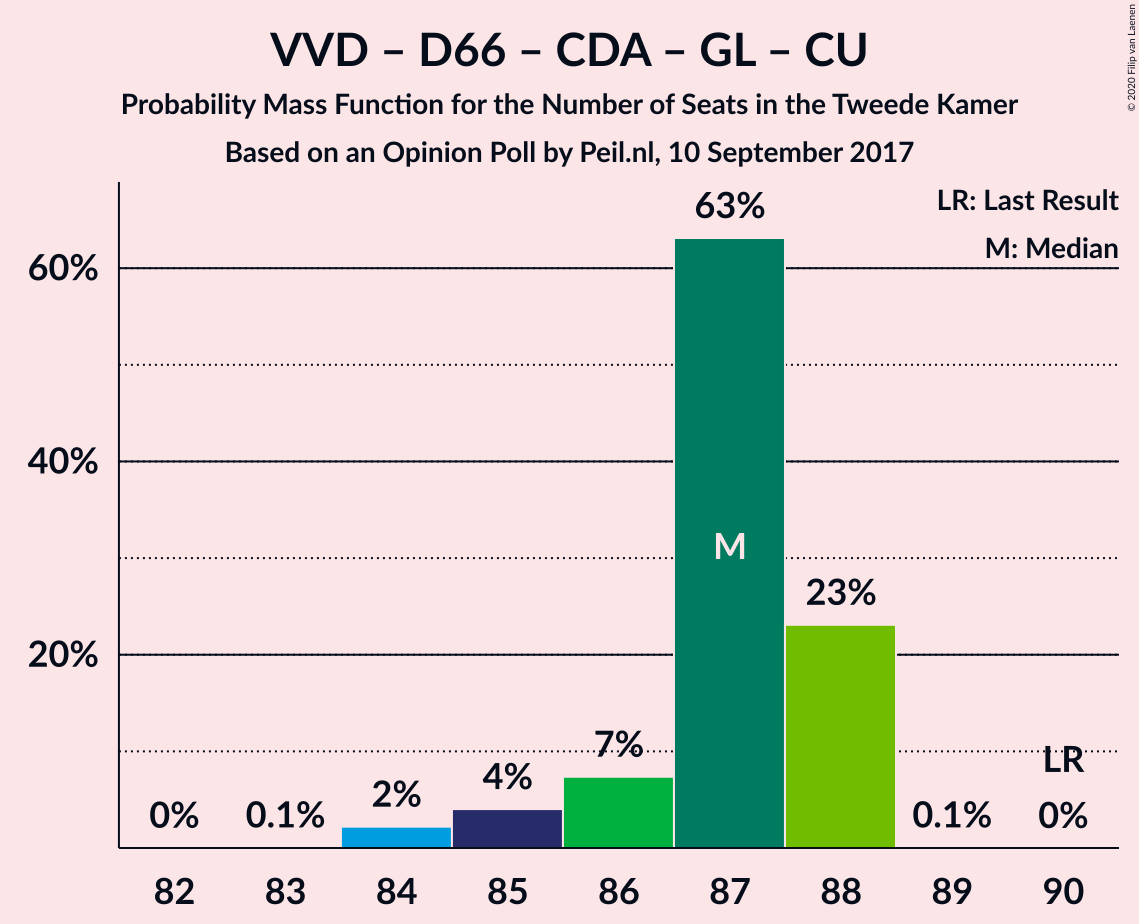 VVD – D66 – CDA – GL – CU
Probability Mass Function for the Number of Seats in the Tweede Kamer
Based on an Opinion Poll by Peil.nl, 10 September 2017
© 2020 Filip van Laenen
LR: Last Result
M: Median
60%
40%
20%
0%
0.1%
2%
4%
7%
63%
M
23%
0.1%
LR
0%
82
83
84
85
86
87
88
89
90